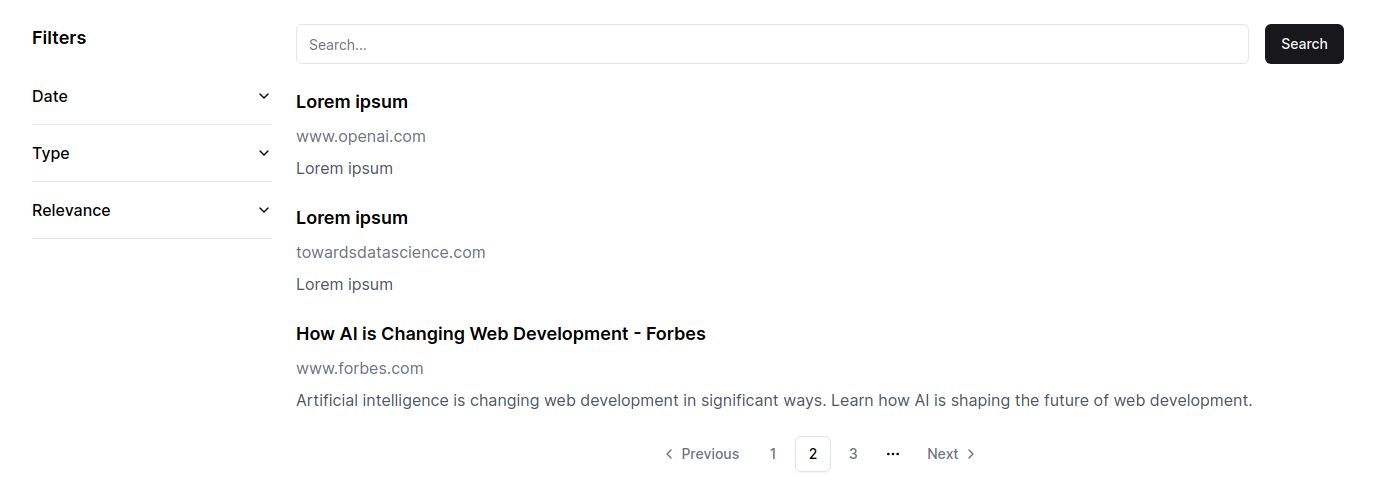 Filters
Date
Type
Relevance
Search...
Search
Lorem ipsum
www.openai.com
Lorem ipsum
Lorem ipsum
towardsdatascience.com
Lorem ipsum
How AI is Changing Web Development - Forbes
www.forbes.com
Artificial intelligence is changing web development in significant ways. Learn how AI is shaping the future of web development.
Previous 1 2 3 ... Next